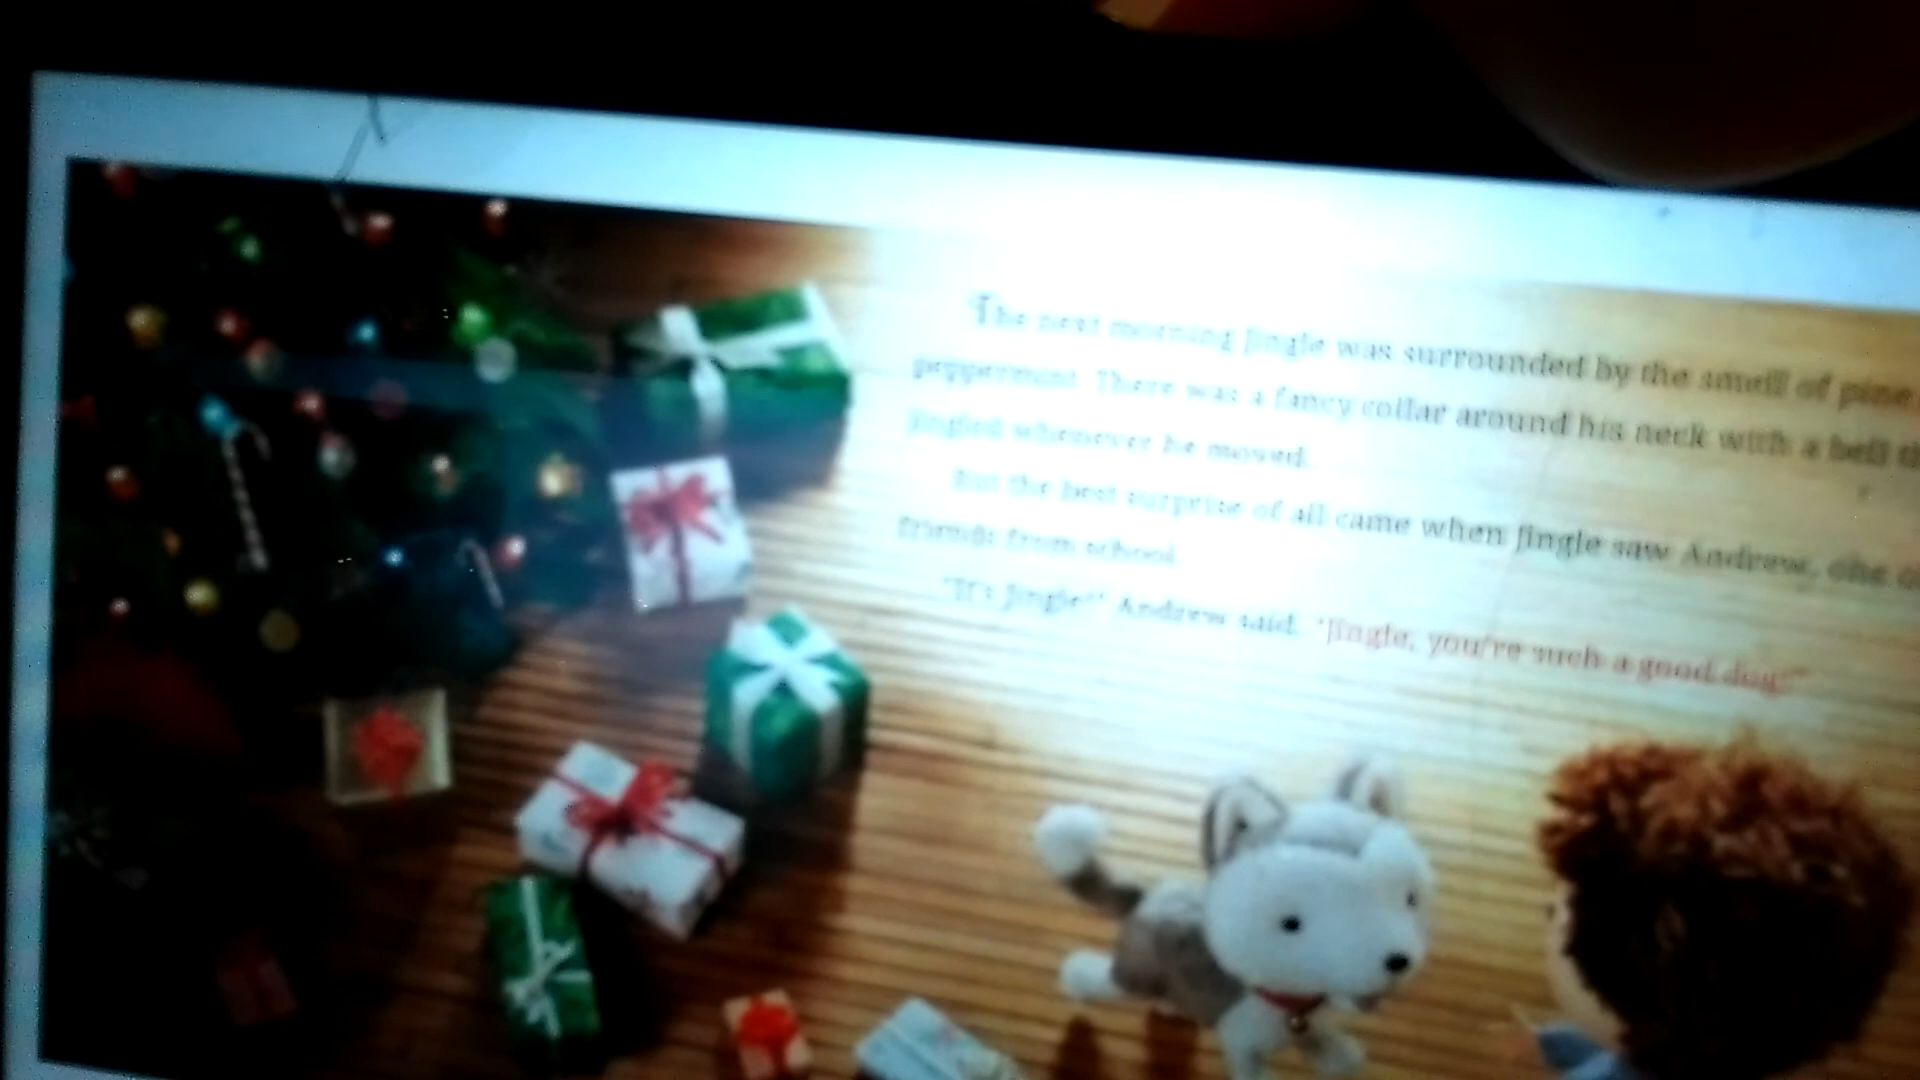 The next morning Jingle was surrounded by the smell of pine
peppermint. There was a fancy collar around his neck with a bell
jingled whenever he moved.
But the best surprise of all came when Jingle saw Andrew, one
friends from school.
"It's Jingle!" Andrew said. "Jingle, you're such a good dog!"